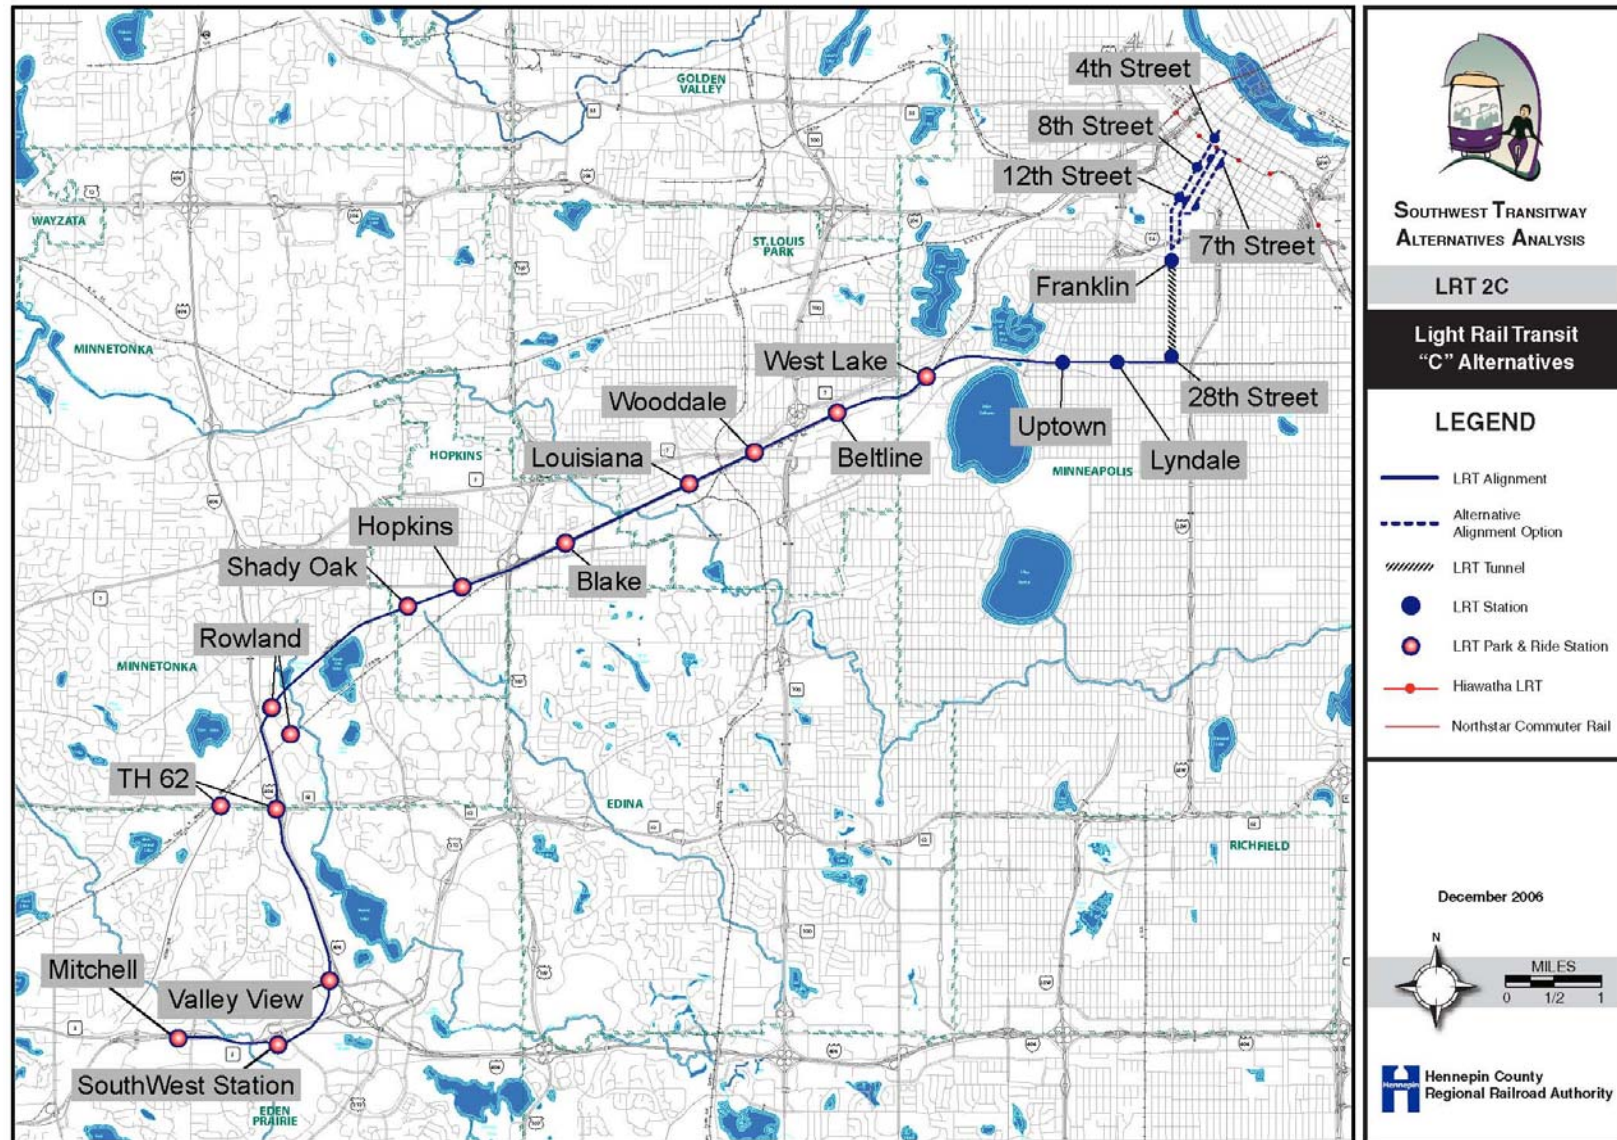 4th Street
GOLDEN
VALLEY
8th Street
12th Street
WAYZATA
ST. LOUIS
PARK
7th Street
Franklin
MINNETONKA
West Lake
Wooddale
28th Street
Uptown
HOPKINS
Louisiana
Beltline
Lyndale
MINNEAPOLIS
Hopkins
Shady Oak
Blake
Rowland
MINNETONKA
TH 62
EDINA
RICHFIELD
Mitchell
Valley View
SouthWest Station
EDEN
PRAIRIE
SOUTHWEST TRANSITWAY
ALTERNATIVES ANALYSIS
LRT 2C
Light Rail Transit
“C” Alternatives
LEGEND
LRT Alignment
Alternative
Alignment Option
LRT Tunnel
LRT Station
LRT Park & Ride Station
Hiawatha LRT
Northstar Commuter Rail
December 2006
N
MILES
0 1/2 1
Hennepin
Hennepin County
Regional Railroad Authority